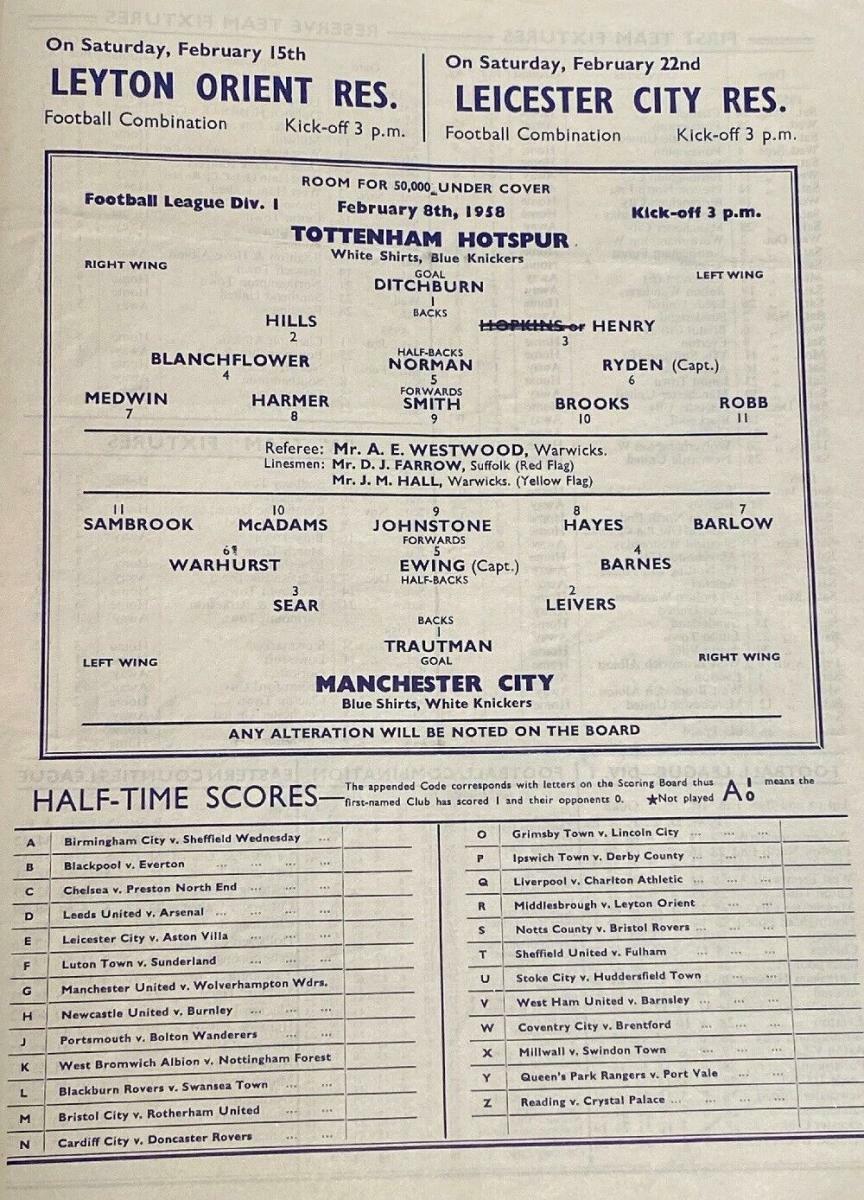 On Saturday, February 15th
LEYTON ORIENT RES.
Football Combination Kick-off 3 p.m.
On Saturday, February 22nd
LEICESTER CITY RES.
Football Combination Kick-off 3 p.m.
ROOM FOR 50,000 UNDER COVER
Football League Div. 1 February 8th, 1958 Kick-off 3 p.m.
TOTTENHAM HOTSPUR
White Shirts, Blue Knickers
RIGHT WING GOAL LEFT WING
DITCHBURN
1
BACKS
HILLS HOPKINS or HENRY
2 3
HALF-BACKS
BLANCHFLOWER NORMAN RYDEN (Capt.)
4 5 6
FORWARDS
MEDWIN HARMER SMITH BROOKS ROBB
7 8 9 10 11
Referee: Mr. A. E. WESTWOOD, Warwicks.
Linesmen: Mr. D. J. FARROW, Suffolk (Red Flag)
Mr. J. M. HALL, Warwicks. (Yellow Flag)
11 10 9 8 7
SAMBROOK McADAMS JOHNSTONE HAYES BARLOW
FORWARDS
6 5 4
WARHURST EWING (Capt.) BARNES
HALF-BACKS
3 2
SEAR LEIVERS
BACKS
1
TRAUTMAN
LEFT WING GOAL RIGHT WING
MANCHESTER CITY
Blue Shirts, White Knickers
ANY ALTERATION WILL BE NOTED ON THE BOARD
HALF-TIME SCORES—The appended Code corresponds with letters on the Scoring Board thus A 1 0 means the
first-named Club has scored 1 and their opponents 0. ★Not played
A Birmingham City v. Sheffield Wednesday ...
B Blackpool v. Everton ... ... ... ...
C Chelsea v. Preston North End ... ... ...
D Leeds United v. Arsenal ... ... ... ...
E Leicester City v. Aston Villa ... ... ...
F Luton Town v. Sunderland ... ... ...
G Manchester United v. Wolverhampton Wdrs.
H Newcastle United v. Burnley ... ... ...
J Portsmouth v. Bolton Wanderers ... ...
K West Bromwich Albion v. Nottingham Forest
L Blackburn Rovers v. Swansea Town ... ...
M Bristol City v. Rotherham United ... ...
N Cardiff City v. Doncaster Rovers ... ...
O Grimsby Town v. Lincoln City ... ... ...
P Ipswich Town v. Derby County ... ... ...
Q Liverpool v. Charlton Athletic ... ... ...
R Middlesbrough v. Leyton Orient ... ...
S Notts County v. Bristol Rovers ... ... ...
T Sheffield United v. Fulham ... ... ...
U Stoke City v. Huddersfield Town ... ...
V West Ham United v. Barnsley ... ... ...
W Coventry City v. Brentford ... ... ...
X Millwall v. Swindon Town ... ... ...
Y Queen's Park Rangers v. Port Vale ... ...
Z Reading v. Crystal Palace ... ... ... ...